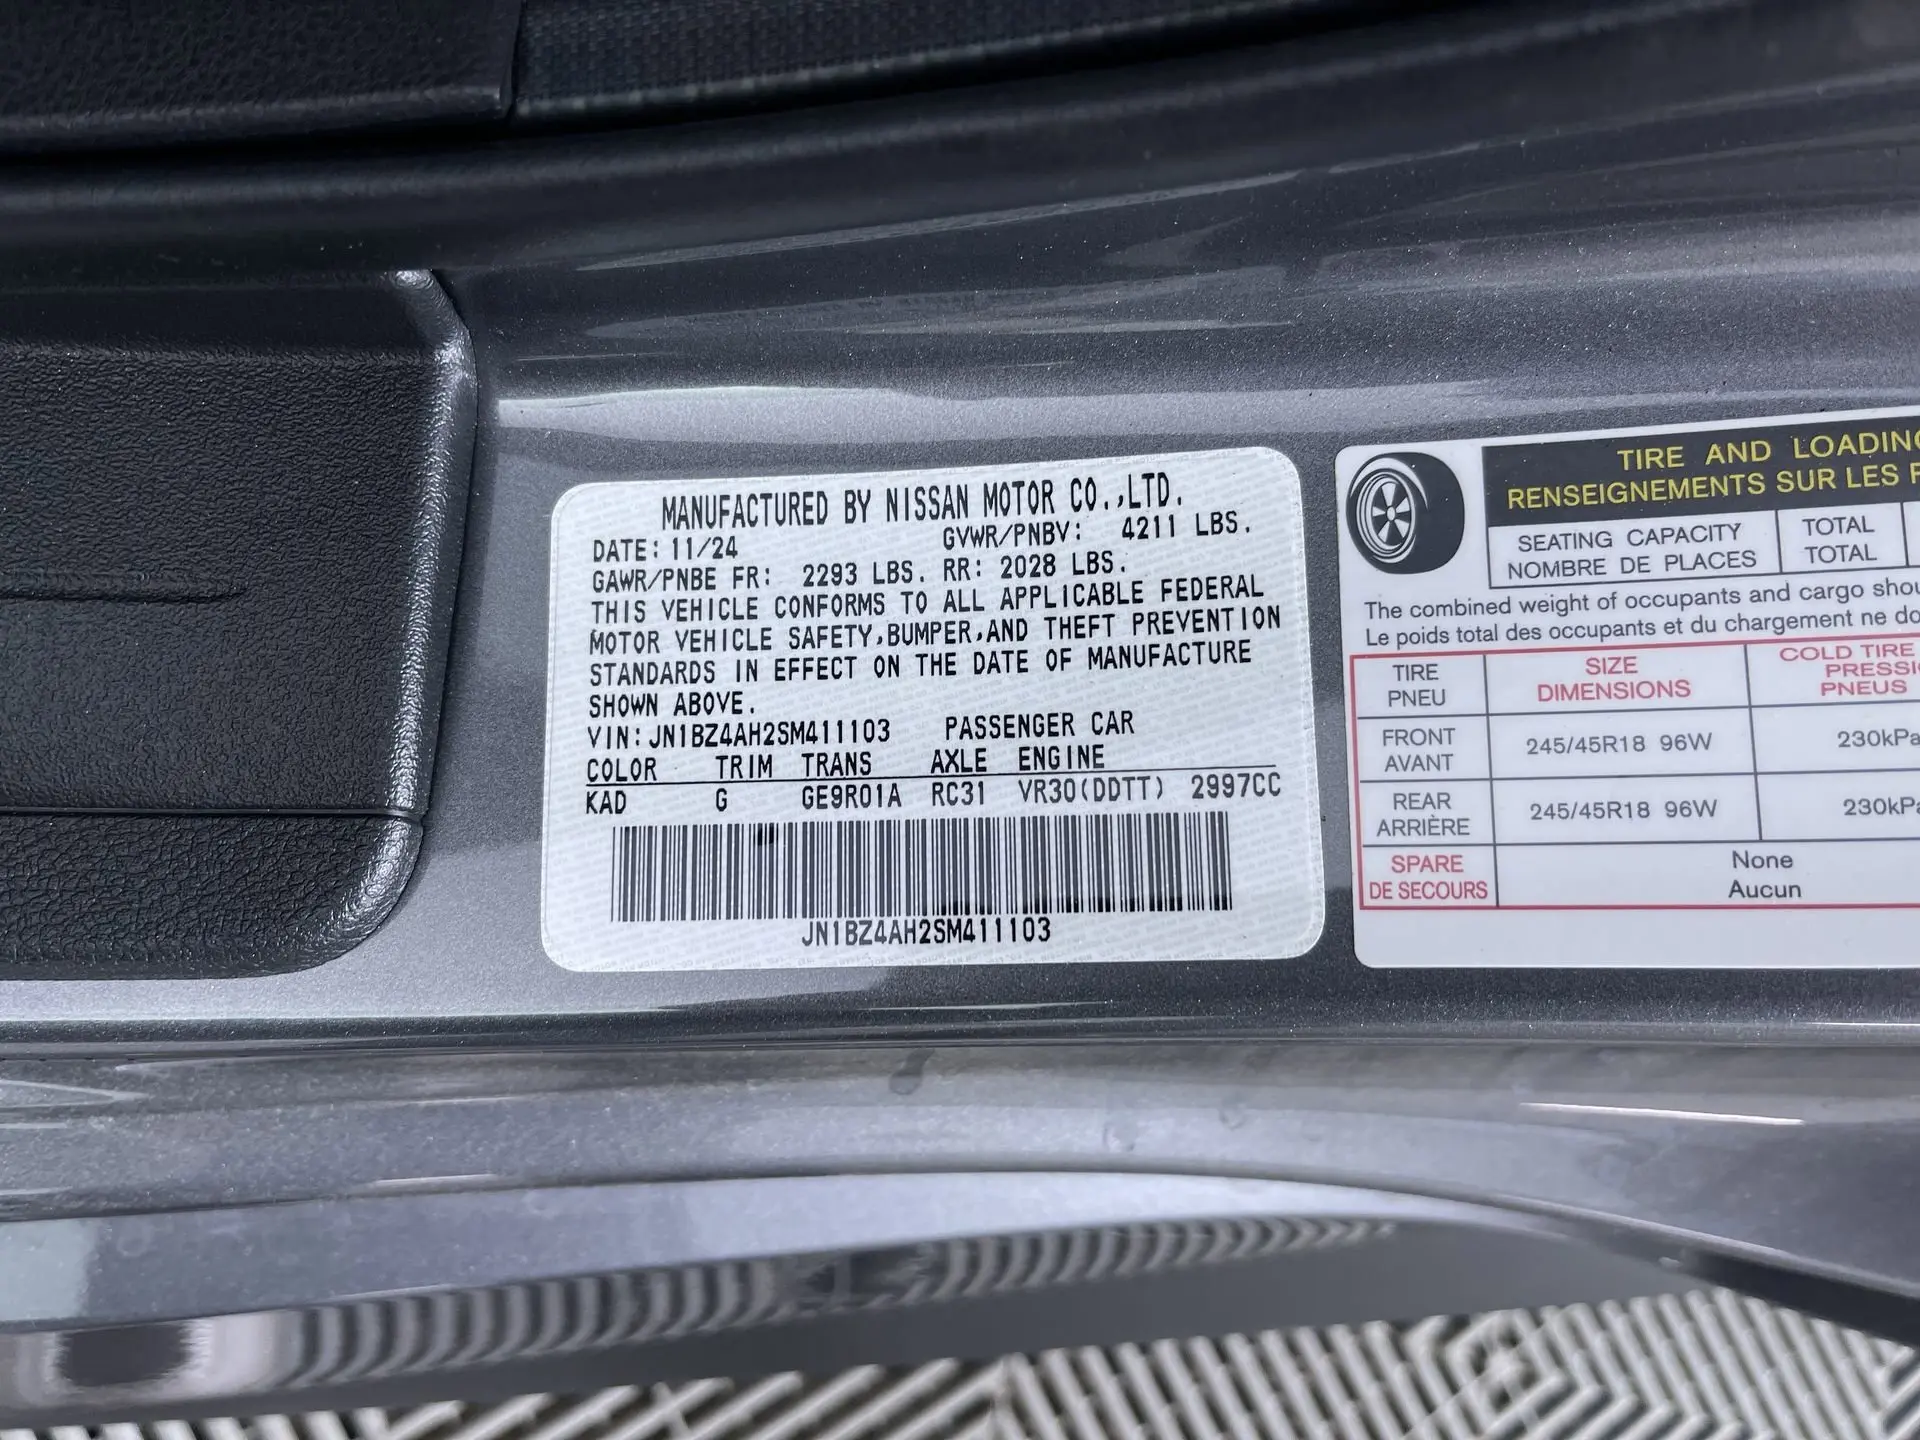 MANUFACTURED BY NISSAN MOTOR CO.,LTD.
DATE: 11/24 GVWR/PNBV: 4211 LBS.
GAWR/PNBE FR: 2293 LBS. RR: 2028 LBS.
THIS VEHICLE CONFORMS TO ALL APPLICABLE FEDERAL
MOTOR VEHICLE SAFETY,BUMPER,AND THEFT PREVENTION
STANDARDS IN EFFECT ON THE DATE OF MANUFACTURE
SHOWN ABOVE.
VIN: JN1BZ4AH2SM411103 PASSENGER CAR
COLOR TRIM TRANS AXLE ENGINE
KAD G GE9R01A RC31 VR30(DDTT) 2997CC
JN1BZ4AH2SM411103
TIRE AND LOADING
RENSEIGNEMENTS SUR LES
SEATING CAPACITY TOTAL
NOMBRE DE PLACES TOTAL
The combined weight of occupants and cargo
Le poids total des occupants et du chargement ne
TIRE SIZE COLD TIRE
PNEU DIMENSIONS PNEUS
FRONT 245/45R18 96W 230kPa
AVANT
REAR 245/45R18 96W 230kPa
ARRIÈRE
SPARE None
DE SECOURS Aucun